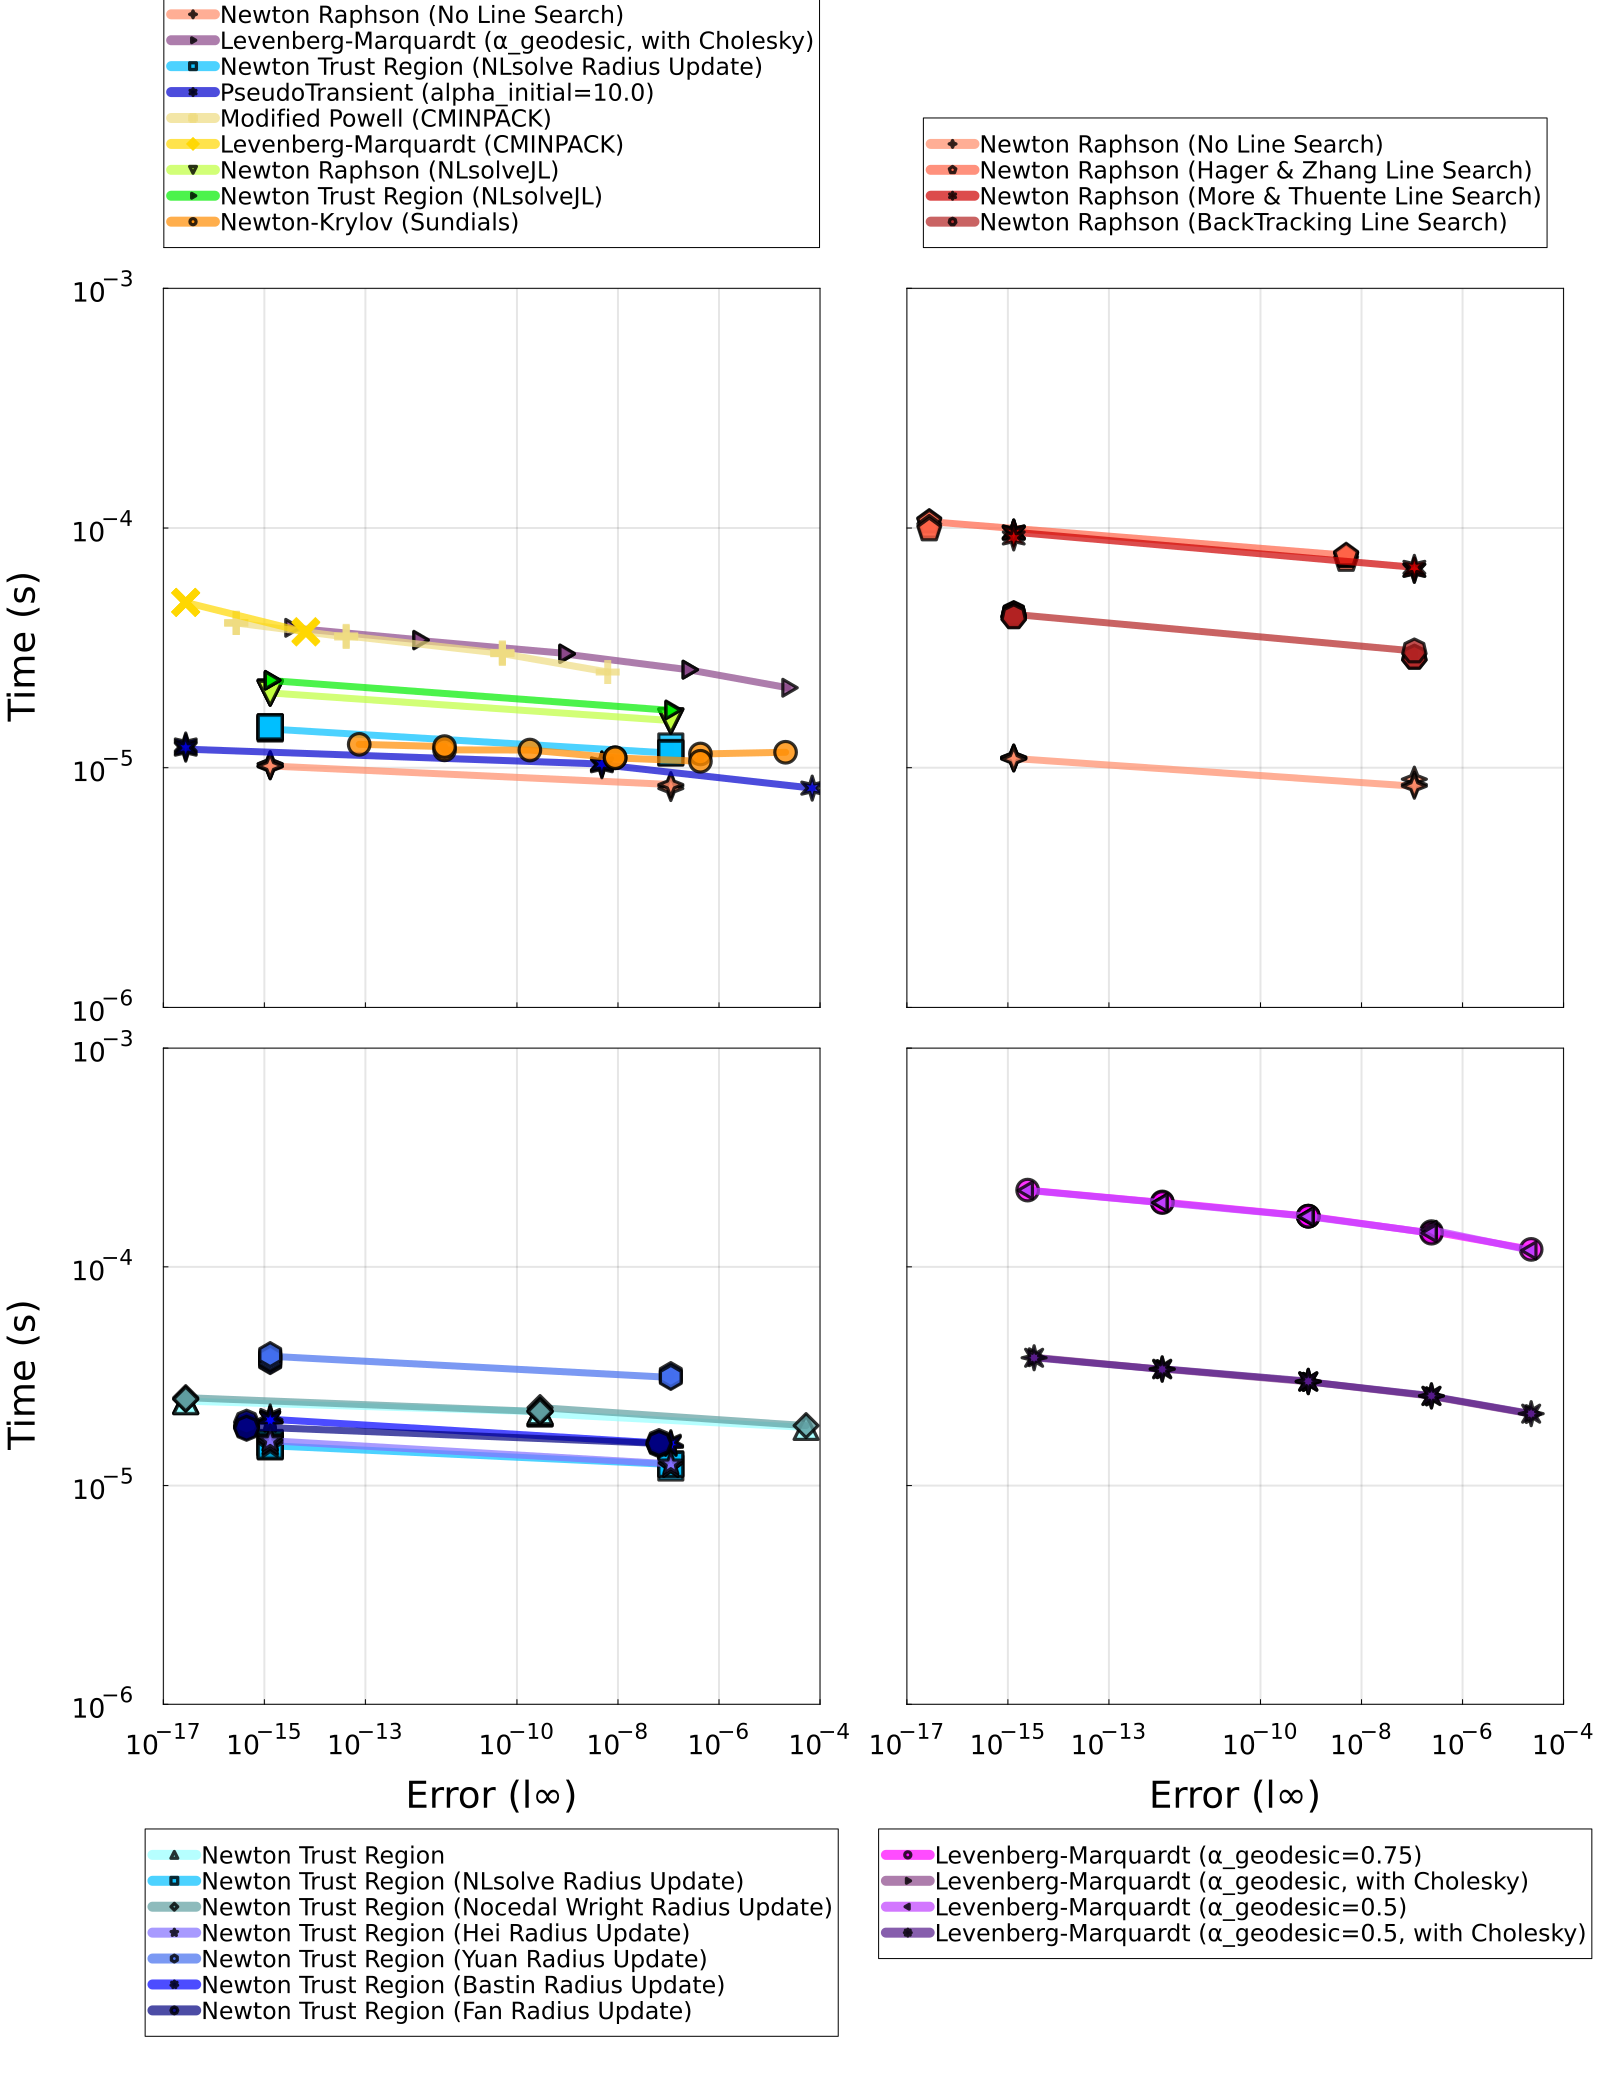 Newton Raphson (No Line Search)
Levenberg-Marquardt (α_geodesic, with Cholesky)
Newton Trust Region (NLsolve Radius Update)
PseudoTransient (alpha_initial=10.0)
Modified Powell (CMINPACK)
Levenberg-Marquardt (CMINPACK)
Newton Raphson (NLsolveJL)
Newton Trust Region (NLsolveJL)
Newton-Krylov (Sundials)
Newton Raphson (No Line Search)
Newton Raphson (Hager & Zhang Line Search)
Newton Raphson (More & Thuente Line Search)
Newton Raphson (BackTracking Line Search)
10⁻³
10⁻⁴
10⁻⁵
10⁻⁶
Time (s)
10⁻³
10⁻⁴
10⁻⁵
10⁻⁶
Time (s)
10⁻¹⁷ 10⁻¹⁵ 10⁻¹³ 10⁻¹⁰ 10⁻⁸ 10⁻⁶ 10⁻⁴
Error (l∞)
10⁻¹⁷ 10⁻¹⁵ 10⁻¹³ 10⁻¹⁰ 10⁻⁸ 10⁻⁶ 10⁻⁴
Error (l∞)
Newton Trust Region
Newton Trust Region (NLsolve Radius Update)
Newton Trust Region (Nocedal Wright Radius Update)
Newton Trust Region (Hei Radius Update)
Newton Trust Region (Yuan Radius Update)
Newton Trust Region (Bastin Radius Update)
Newton Trust Region (Fan Radius Update)
Levenberg-Marquardt (α_geodesic=0.75)
Levenberg-Marquardt (α_geodesic, with Cholesky)
Levenberg-Marquardt (α_geodesic=0.5)
Levenberg-Marquardt (α_geodesic=0.5, with Cholesky)